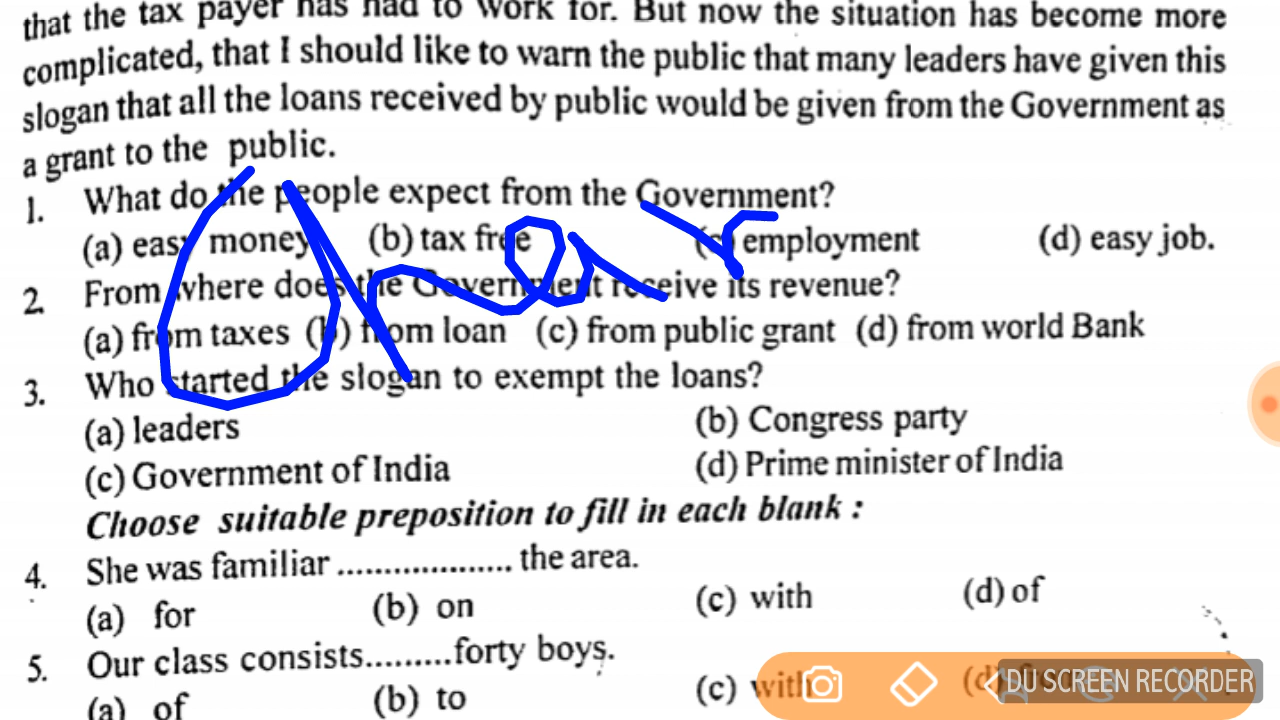 that the tax payer has had to work for. But now the situation has become more
complicated, that I should like to warn the public that many leaders have given this
slogan that all the loans received by public would be given from the Government as
a grant to the public.
1. What do the people expect from the Government?
(a) easy money (b) tax free (c) employment (d) easy job.
2. From where does the Government receive its revenue?
(a) from taxes (b) from loan (c) from public grant (d) from world Bank
3. Who started the slogan to exempt the loans?
(a) leaders (b) Congress party
(c) Government of India (d) Prime minister of India
Choose suitable preposition to fill in each blank :
4. She was familiar ................... the area.
(a) for (b) on (c) with (d) of
5. Our class consists.........forty boys.
(a) of (b) to (c) with (d)
DU SCREEN RECORDER